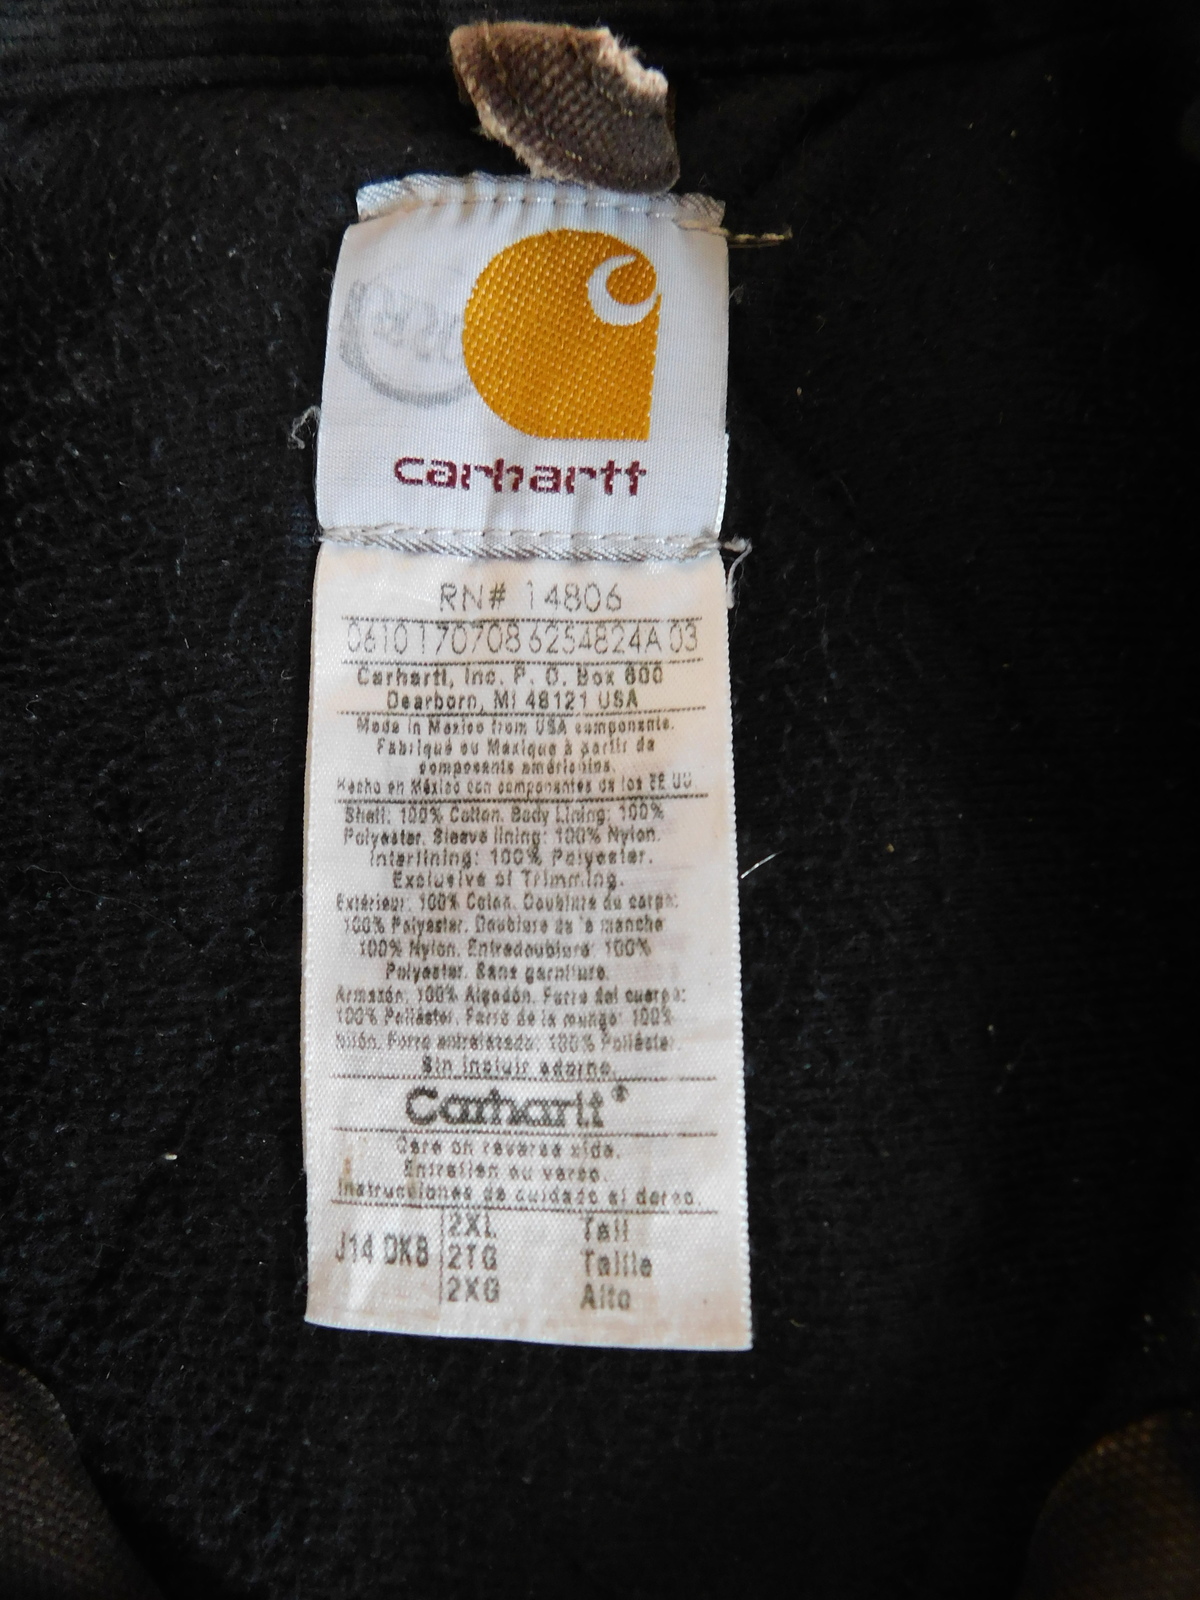 carhartt
RN# 14806
06101707086254824A 03
Carhartt, Inc. P. O. Box 600
Dearborn, MI 48121 USA
Made in Mexico from USA components.
Fabriqué au Mexique à partir de
composants américains.
Hecho en México con componentes de los EE UU
Shell: 100% Cotton. Body Lining: 100%
Polyester. Sleeve lining: 100% Nylon.
Interlining: 100% Polyester.
Exclusive of Trimming.
Extérieur: 100% Coton. Doublure du corps:
100% Polyester. Doublure de la manche
100% Nylon. Entredoublure: 100%
Polyester. Sans garniture.
Armazón: 100% Algodón. Forro del cuerpo:
100% Poliéster. Forro de la manga: 100%
Nilón. Forro entrelazado: 100% Poliéster.
Sin incluir adorno.
Carhartt®
Care on reverse side.
Entretien au verso.
Instrucciones de cuidado al dorso.
J14 DKB
2XL Tall
2TG Taille
2XG Alto